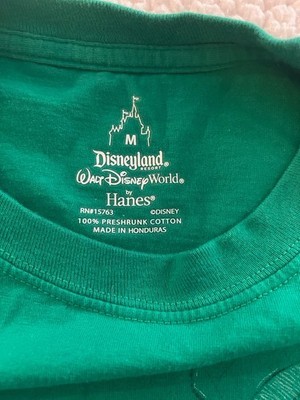 M
Disneyland®
RESORT
Walt Disney World®
by
Hanes®
RN#15763 ©DISNEY
100% PRESHRUNK COTTON
MADE IN HONDURAS